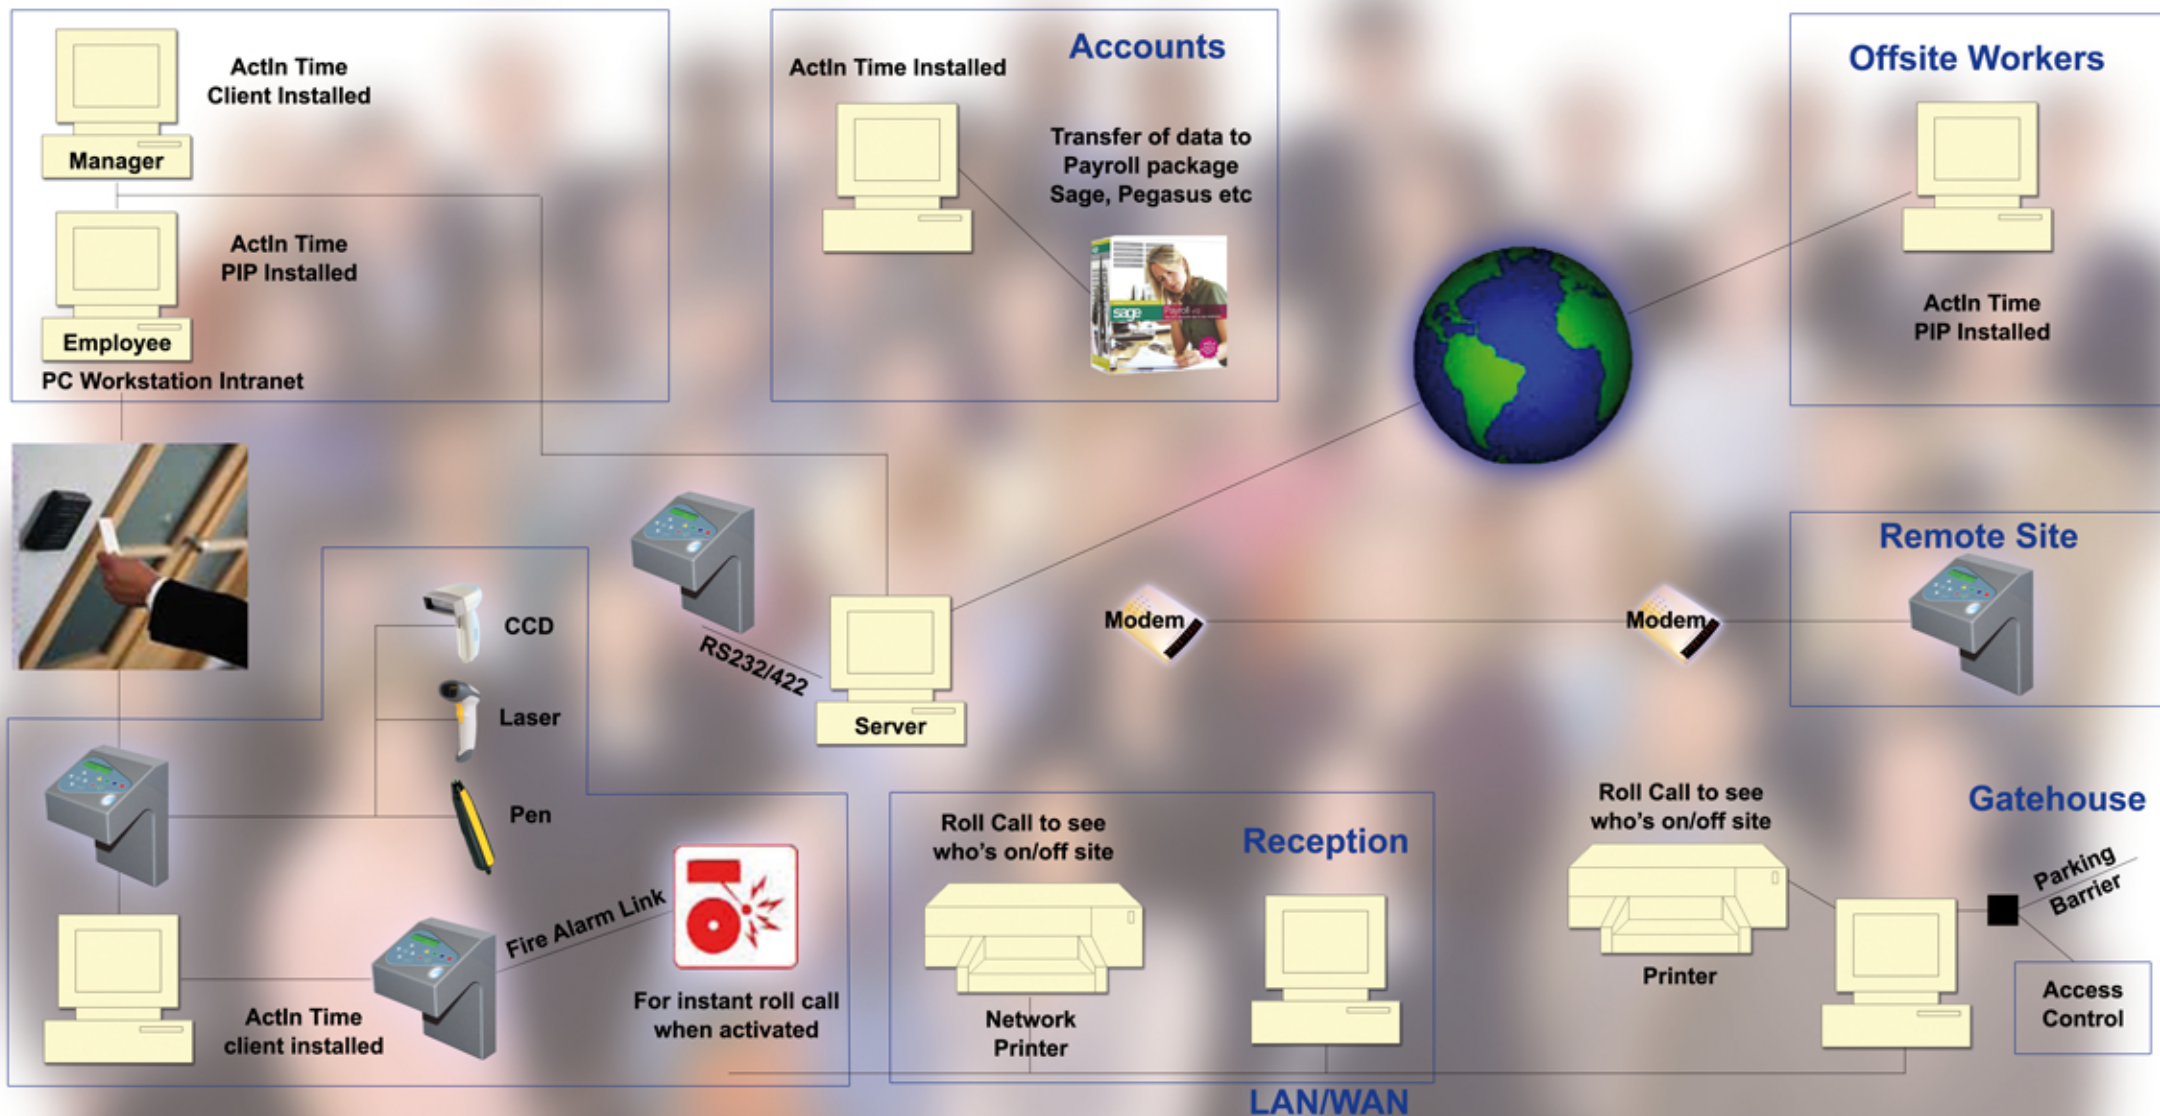 ActIn Time
Client Installed
Manager
ActIn Time
PIP Installed
Employee
PC Workstation Intranet
Accounts
ActIn Time Installed
Transfer of data to
Payroll package
Sage, Pegasus etc
sage
Payroll
Offsite Workers
ActIn Time
PIP Installed
Remote Site
Modem
Modem
RS232/422
Server
CCD
Laser
Pen
Fire Alarm Link
For instant roll call
when activated
ActIn Time
client installed
Roll Call to see
who's on/off site
Reception
Network
Printer
Roll Call to see
who's on/off site
Gatehouse
Parking
Barrier
Printer
Access
Control
LAN/WAN